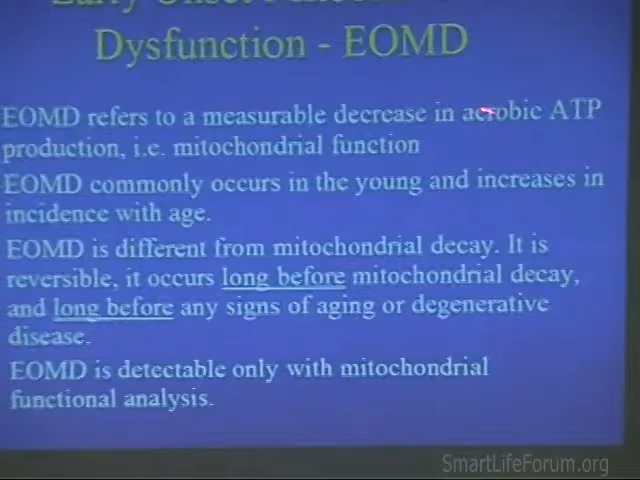 Dysfunction - EOMD
EOMD refers to a measurable decrease in aerobic ATP
production, i.e. mitochondrial function
EOMD commonly occurs in the young and increases in
incidence with age.
EOMD is different from mitochondrial decay. It is
reversible, it occurs long before mitochondrial decay,
and long before any signs of aging or degenerative
disease.
EOMD is detectable only with mitochondrial
functional analysis.
SmartLifeForum.org